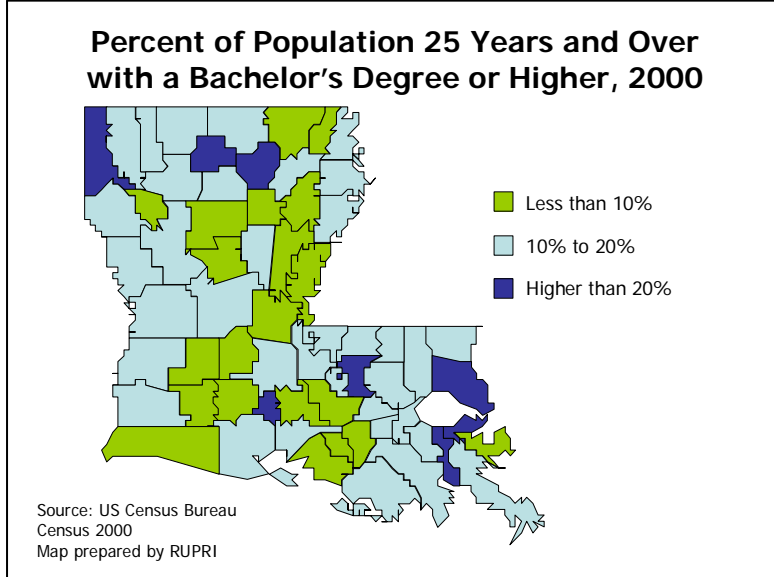 Percent of Population 25 Years and Over
with a Bachelor's Degree or Higher, 2000
Less than 10%
10% to 20%
Higher than 20%
Source: US Census Bureau
Census 2000
Map prepared by RUPRI